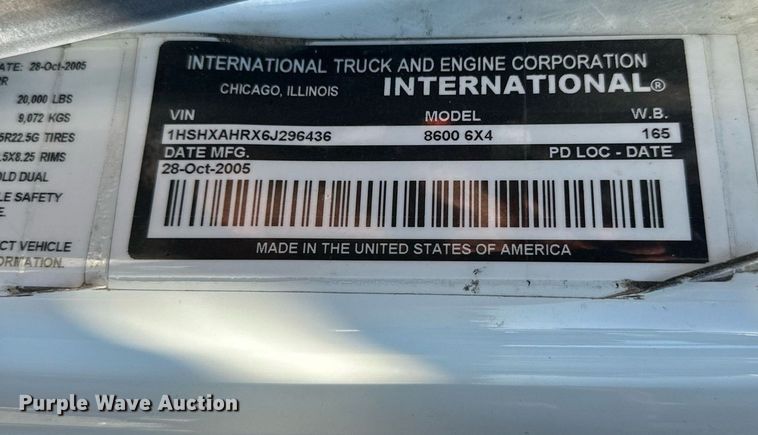 ATE: 28-Oct-2005
20,000 LBS
9,072 KGS
5R22.5G TIRES
.5X8.25 RIMS
OLD DUAL
LE SAFETY
E.
CT VEHICLE
ORMATION.
INTERNATIONAL TRUCK AND ENGINE CORPORATION
CHICAGO, ILLINOIS INTERNATIONAL®
VIN MODEL W.B.
1HSHXAHRX6J296436 8600 6X4 165
DATE MFG. PD LOC - DATE
28-Oct-2005
MADE IN THE UNITED STATES OF AMERICA
Purple Wave Auction